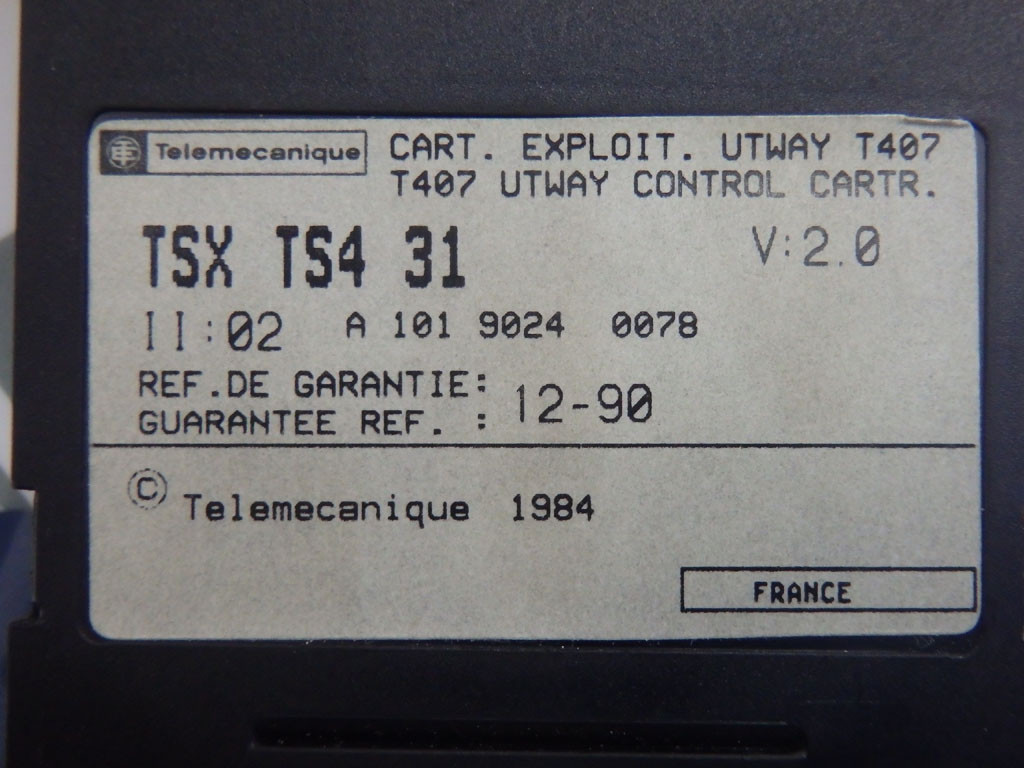 Telemecanique
CART. EXPLOIT. UTWAY T407
T407 UTWAY CONTROL CARTR.
TSX TS4 31
V:2.0
II:02 A 101 9024 0078
REF.DE GARANTIE:
GUARANTEE REF. : 12-90
© Telemecanique 1984
FRANCE